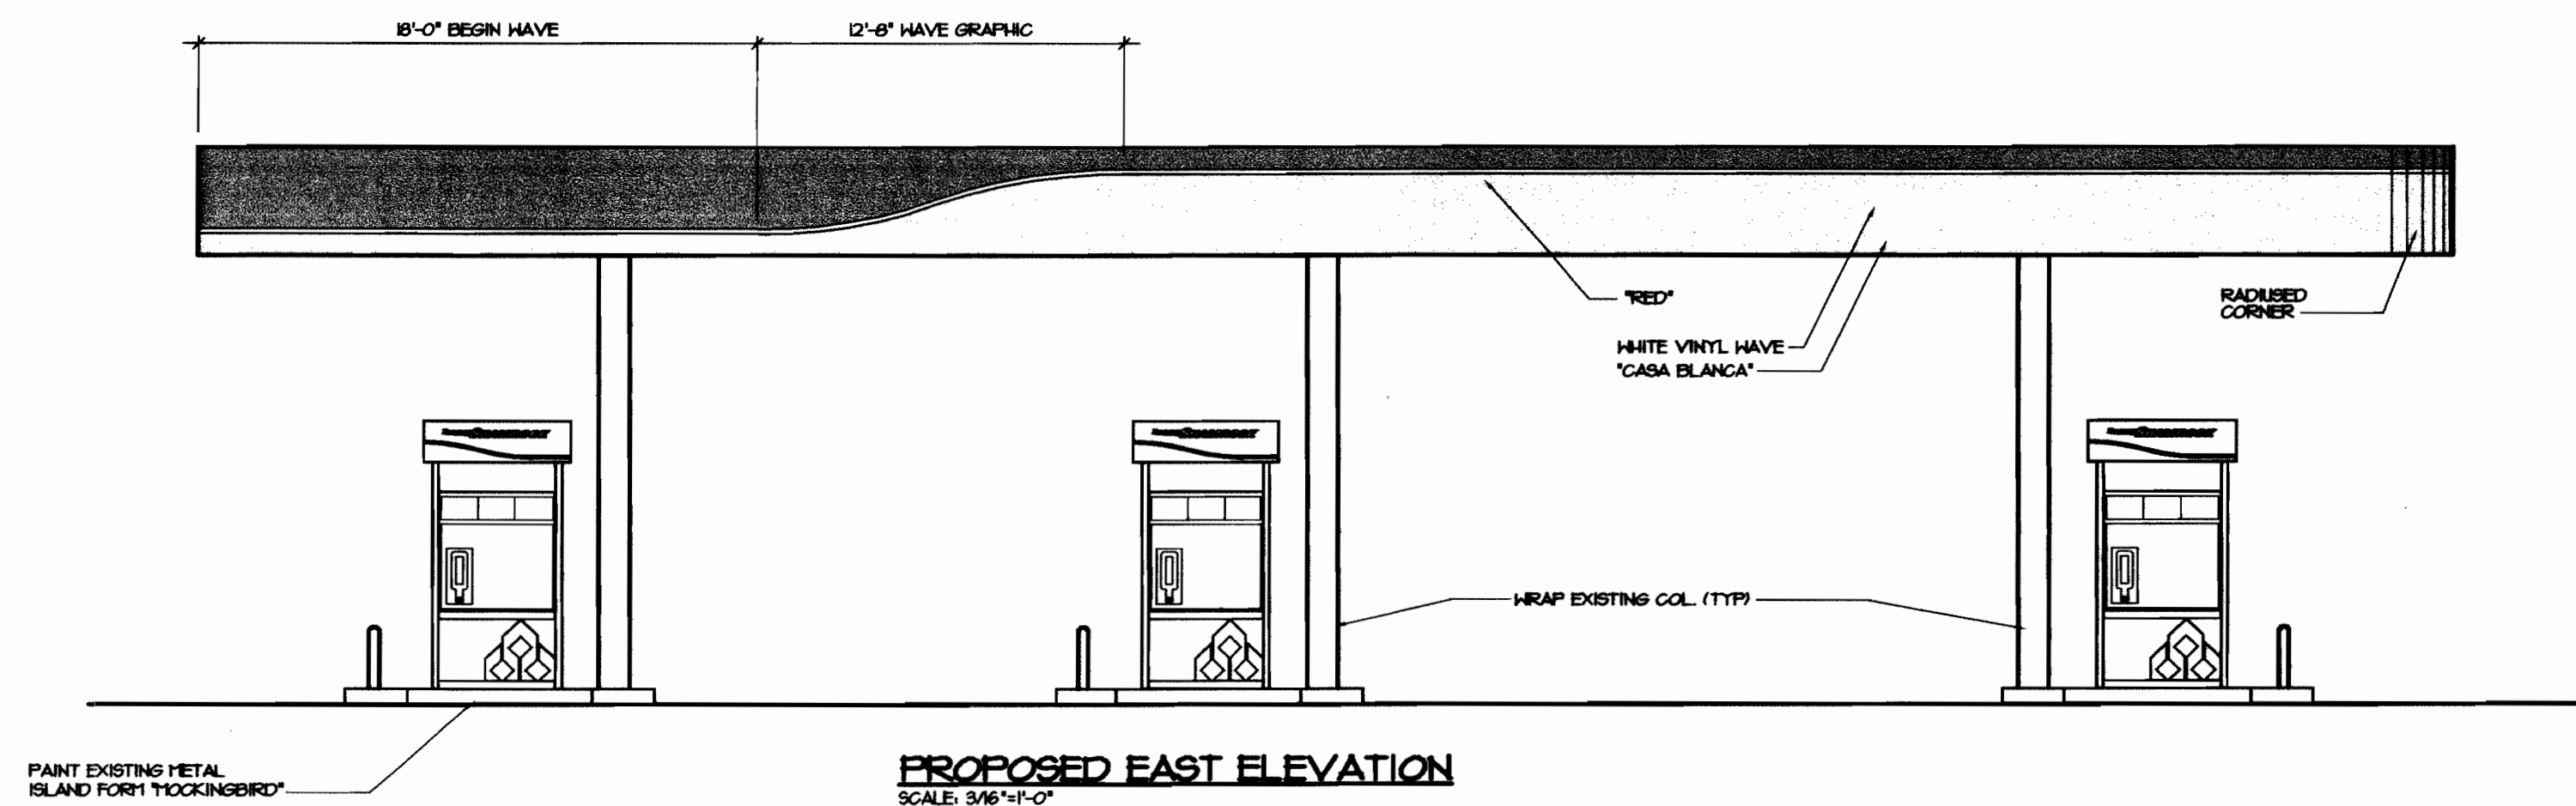 18'-0" BEGIN WAVE
12'-8" WAVE GRAPHIC
"RED"
WHITE VINYL WAVE
"CASA BLANCA"
RADIUSED
CORNER
WRAP EXISTING COL. (TYP)
PAINT EXISTING METAL
ISLAND FORM "MOCKINGBIRD"
PROPOSED EAST ELEVATION
SCALE: 3/16"=1'-0"